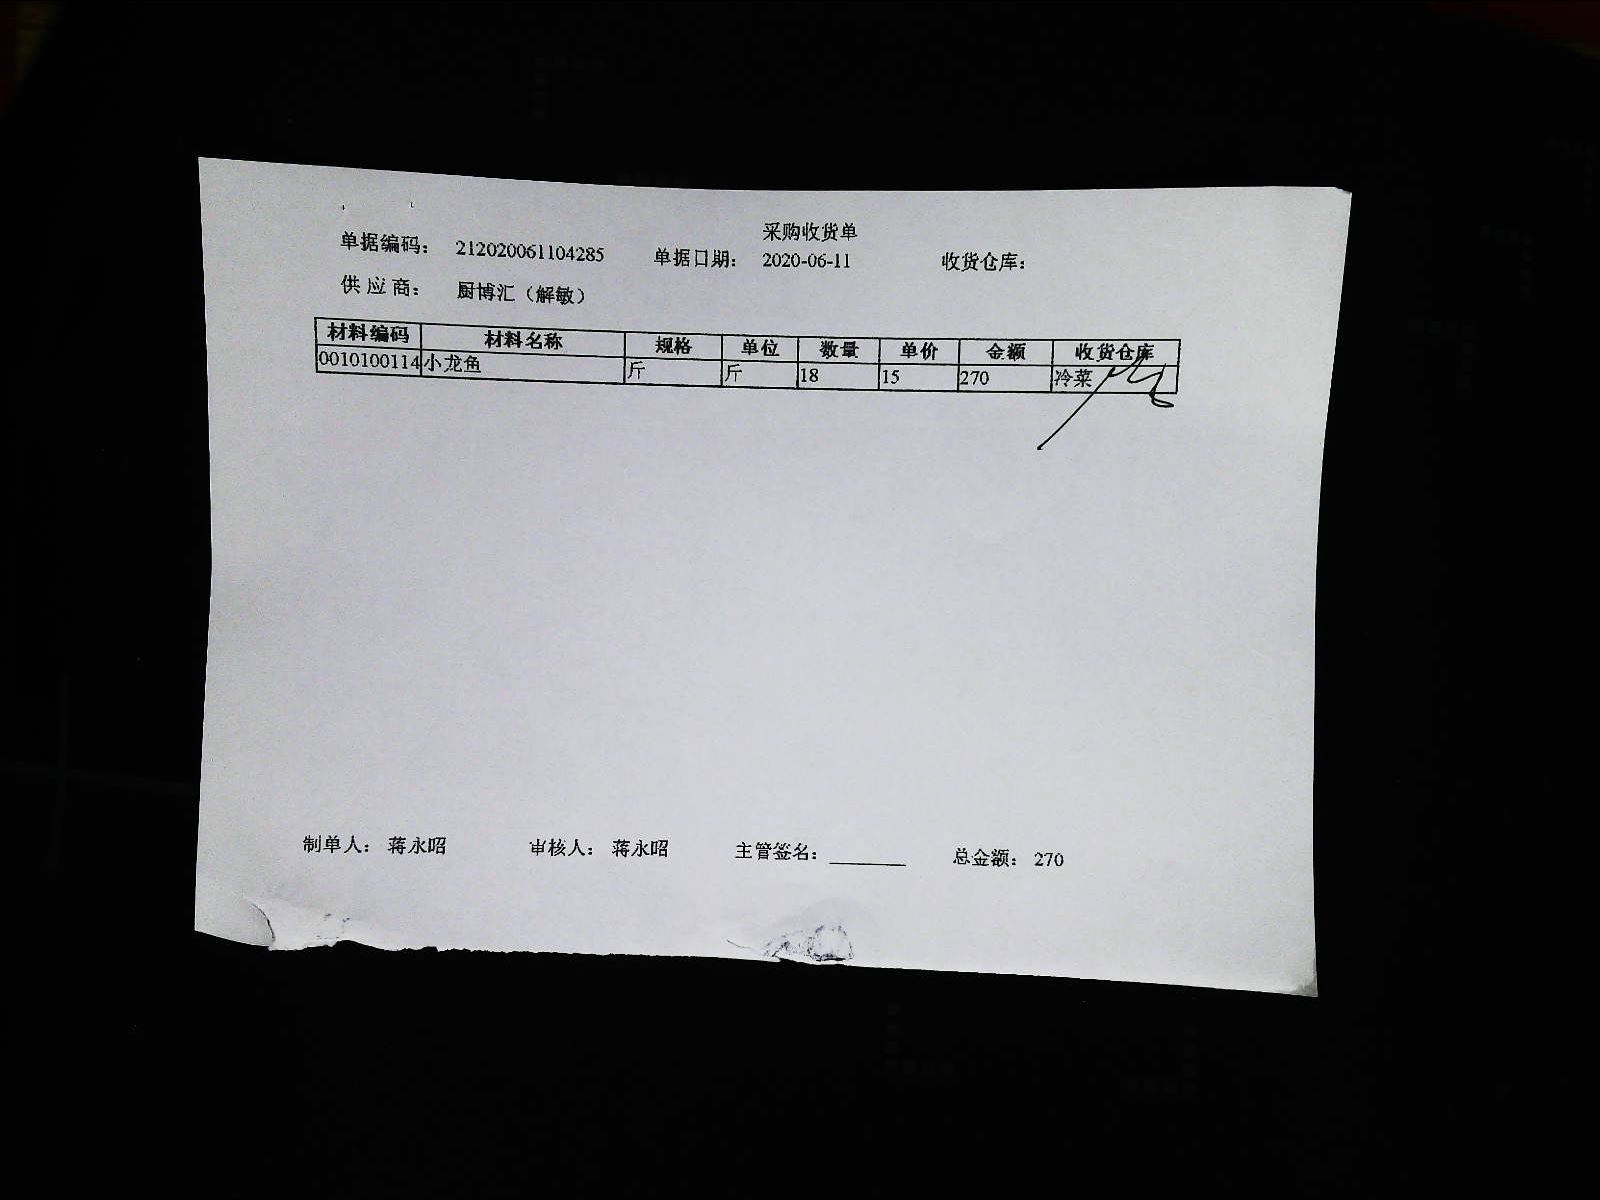 采购收货单
单据编码： 212020061104285 单据日期： 2020-06-11 收货仓库：
供 应 商： 厨博汇（解敏）
材料编码 材料名称 规格 单位 数量 单价 金额 收货仓库
0010100114 小龙鱼 斤 斤 18 15 270 冷菜
制单人： 蒋永昭 审核人： 蒋永昭 主管签名：________ 总金额： 270